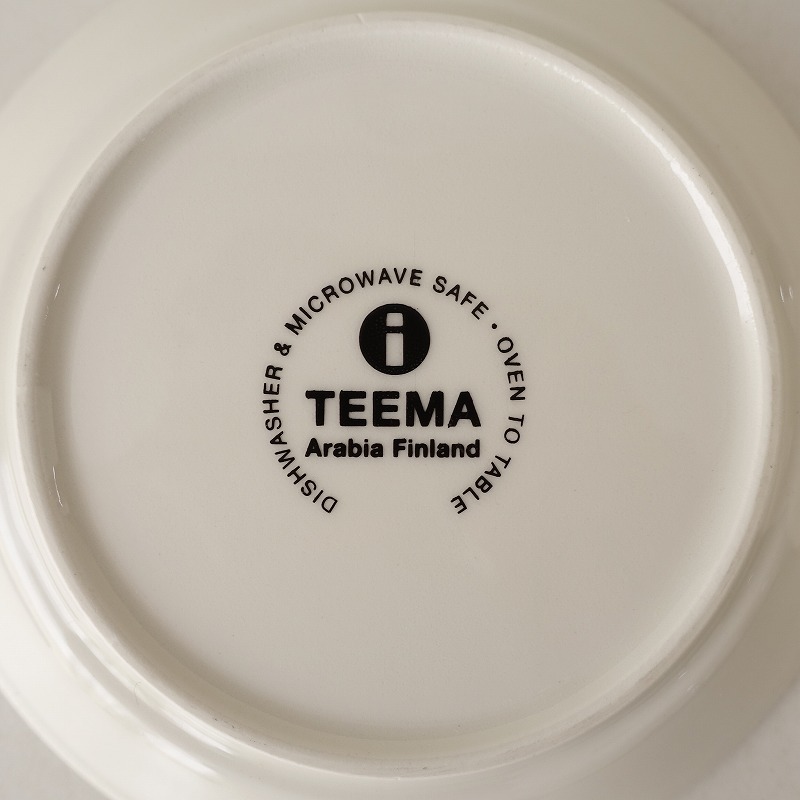 DISHWASHER & MICROWAVE SAFE • OVEN TO TABLE
i
TEEMA
Arabia Finland